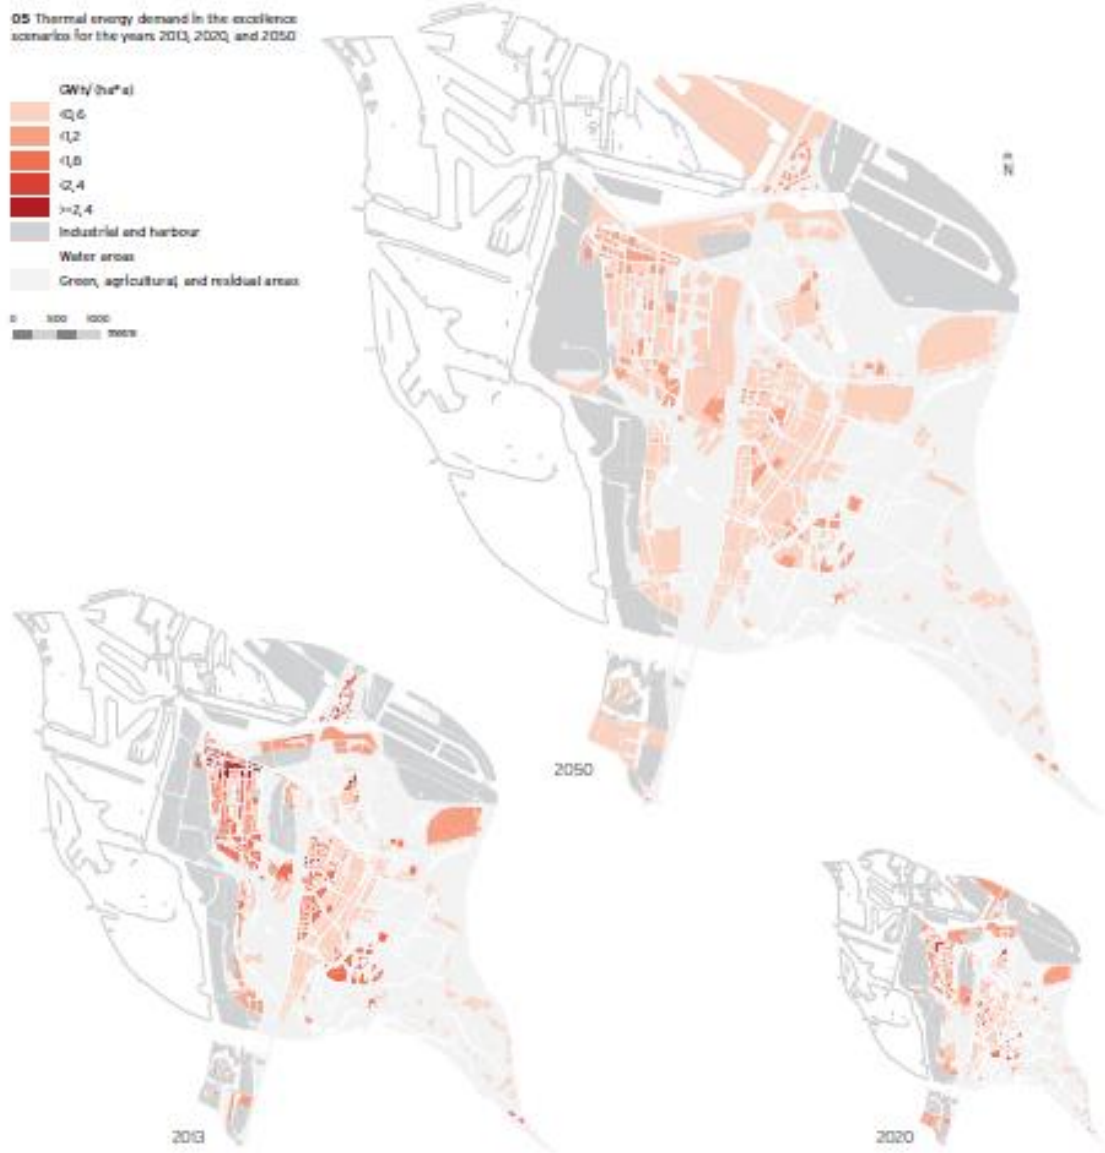 05 Thermal energy demand in the excellence
scenarios for the years 2013, 2020, and 2050
GWh/(ha*a)
<0,6
<1,2
<1,8
<2,4
>=2,4
Industrial and harbour
Water areas
Green, agricultural, and residual areas
0 500 1000
N
2050
2013
2020